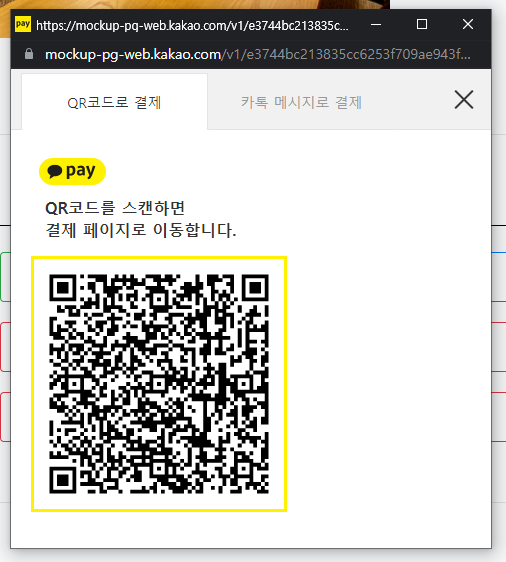 pay https://mockup-pg-web.kakao.com/v1/e3744bc213835c...
mockup-pg-web.kakao.com/v1/e3744bc213835cc6253f709ae943f...
QR코드로 결제
카톡 메시지로 결제
pay
QR코드를 스캔하면
결제 페이지로 이동합니다.